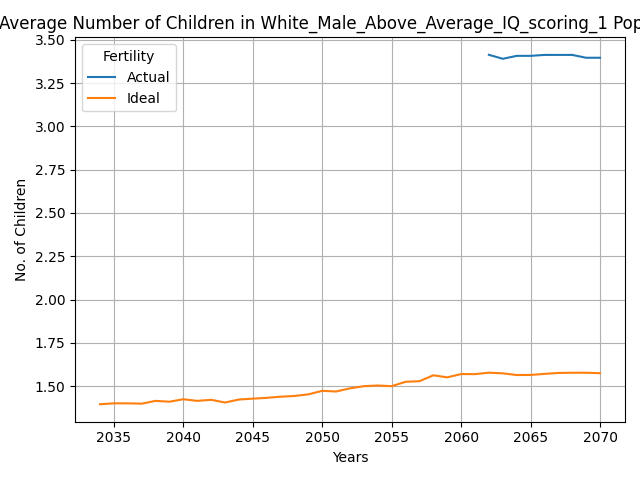 Average Number of Children in White_Male_Above_Average_IQ_scoring_1 Pop
Fertility
Actual
Ideal
3.50
3.25
3.00
2.75
2.50
2.25
2.00
1.75
1.50
No. of Children
2035 2040 2045 2050 2055 2060 2065 2070
Years